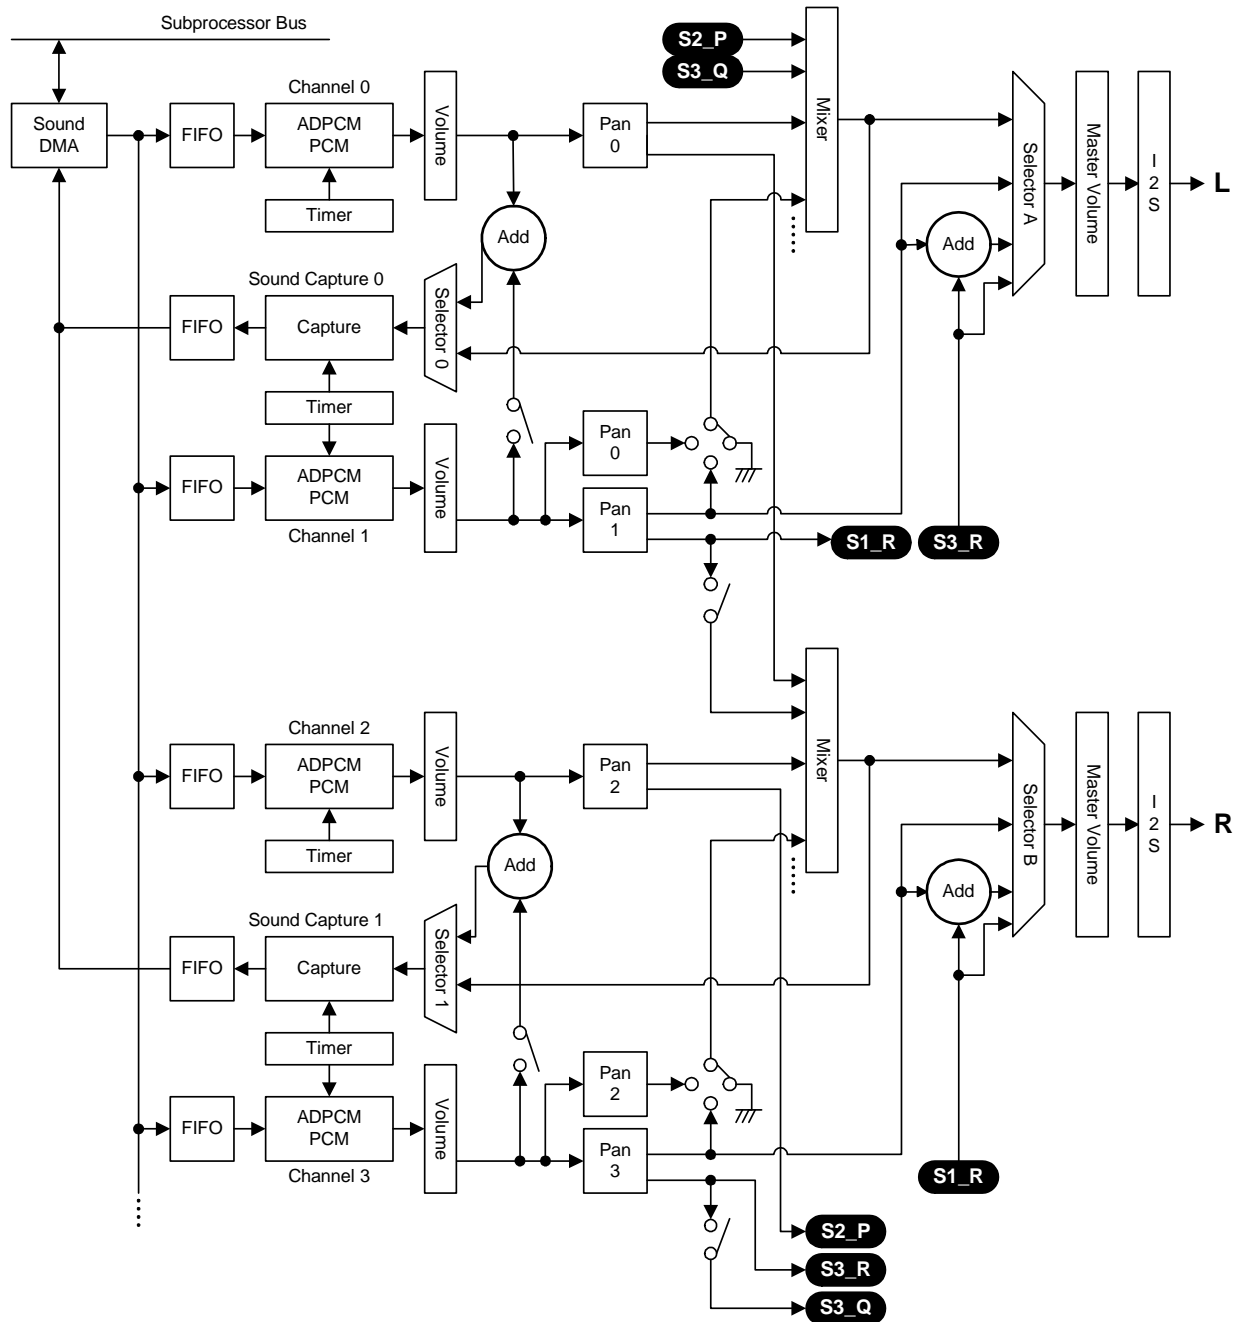 Subprocessor Bus
S2_P
S3_Q
Channel 0
Sound
DMA
FIFO
ADPCM
PCM
Volume
Pan
0
Mixer
Timer
Add
Selector A
Master Volume
I
2
S
L
Add
Sound Capture 0
FIFO
Capture
Selector 0
Timer
Pan
0
FIFO
ADPCM
PCM
Volume
Pan
1
Channel 1
S1_R
S3_R
Channel 2
FIFO
ADPCM
PCM
Volume
Pan
2
Mixer
Timer
Add
Selector B
Master Volume
I
2
S
R
Add
Sound Capture 1
FIFO
Capture
Selector 1
Timer
Pan
2
FIFO
ADPCM
PCM
Volume
Pan
3
Channel 3
S1_R
S2_P
S3_R
S3_Q